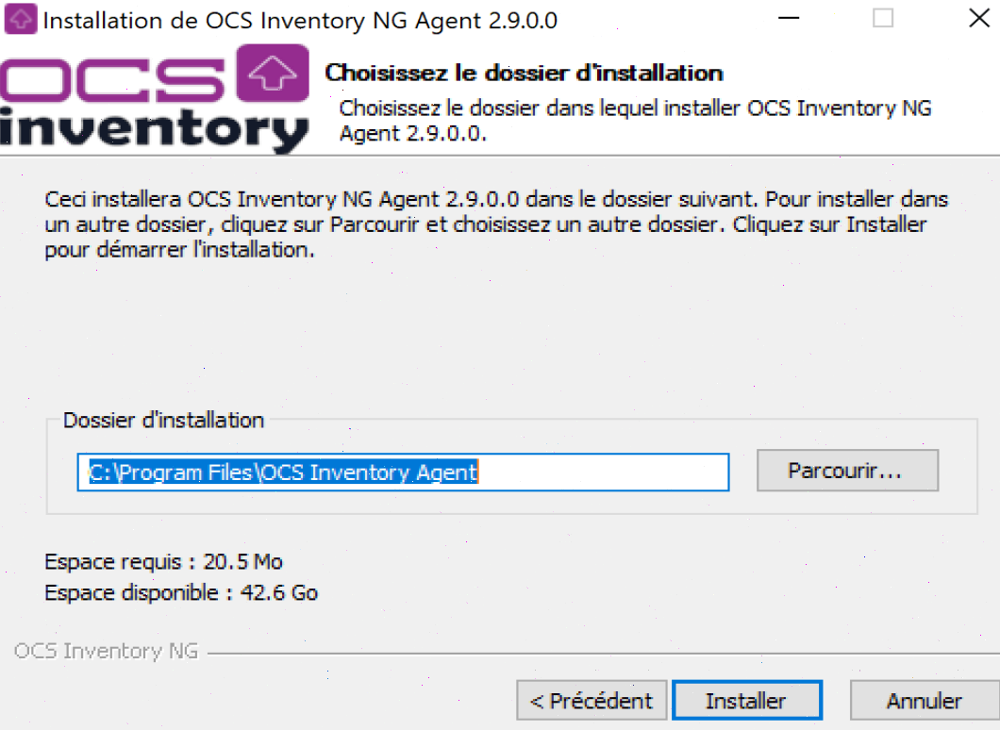 Installation de OCS Inventory NG Agent 2.9.0.0
OCS
inventory
Choisissez le dossier d'installation
Choisissez le dossier dans lequel installer OCS Inventory NG
Agent 2.9.0.0.
Ceci installera OCS Inventory NG Agent 2.9.0.0 dans le dossier suivant. Pour installer dans
un autre dossier, cliquez sur Parcourir et choisissez un autre dossier. Cliquez sur Installer
pour démarrer l'installation.
Dossier d'installation
C:\Program Files\OCS Inventory Agent
Parcourir...
Espace requis : 20.5 Mo
Espace disponible : 42.6 Go
OCS Inventory NG
< Précédent
Installer
Annuler